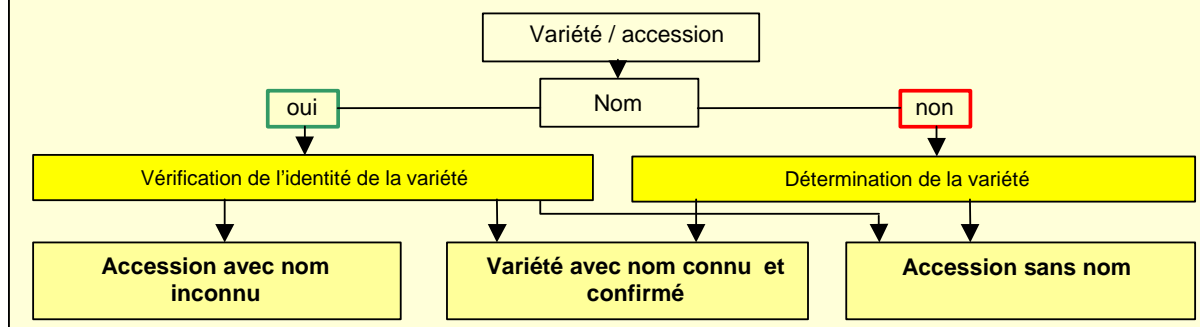 Variété / accession
oui
Nom
non
Vérification de l'identité de la variété
Détermination de la variété
Accession avec nom
inconnu
Variété avec nom connu et
confirmé
Accession sans nom